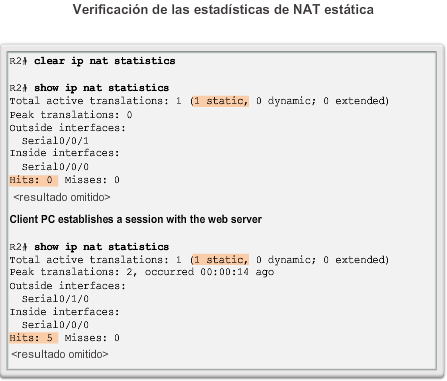 Verificación de las estadísticas de NAT estática
R2# clear ip nat statistics
R2# show ip nat statistics
Total active translations: 1 (1 static, 0 dynamic; 0 extended)
Peak translations: 0
Outside interfaces:
Serial0/0/1
Inside interfaces:
Serial0/0/0
Hits: 0 Misses: 0
<resultado omitido>
Client PC establishes a session with the web server
R2# show ip nat statistics
Total active translations: 1 (1 static, 0 dynamic; 0 extended)
Peak translations: 2, occurred 00:00:14 ago
Outside interfaces:
Serial0/1/0
Inside interfaces:
Serial0/0/0
Hits: 5 Misses: 0
<resultado omitido>